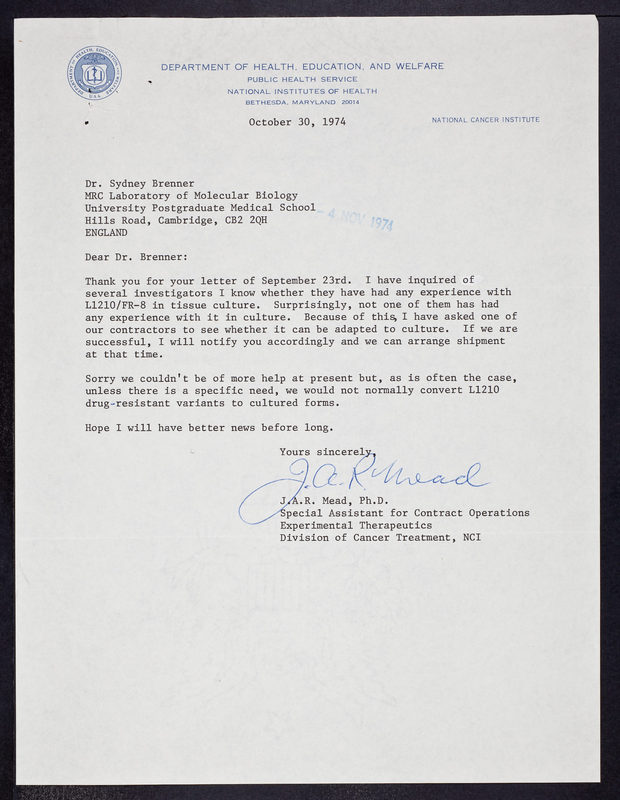 DEPARTMENT OF HEALTH, EDUCATION, AND WELFARE
PUBLIC HEALTH SERVICE
NATIONAL INSTITUTES OF HEALTH
BETHESDA, MARYLAND 20014
October 30, 1974
NATIONAL CANCER INSTITUTE
Dr. Sydney Brenner
MRC Laboratory of Molecular Biology
University Postgraduate Medical School
Hills Road, Cambridge, CB2 2QH
ENGLAND
- 4 NOV 1974
Dear Dr. Brenner:
Thank you for your letter of September 23rd. I have inquired of
several investigators I know whether they have had any experience with
L1210/FR-8 in tissue culture. Surprisingly, not one of them has had
any experience with it in culture. Because of this, I have asked one of
our contractors to see whether it can be adapted to culture. If we are
successful, I will notify you accordingly and we can arrange shipment
at that time.
Sorry we couldn't be of more help at present but, as is often the case,
unless there is a specific need, we would not normally convert L1210
drug-resistant variants to cultured forms.
Hope I will have better news before long.
Yours sincerely,
J.A.R. Mead
J.A.R. Mead, Ph.D.
Special Assistant for Contract Operations
Experimental Therapeutics
Division of Cancer Treatment, NCI